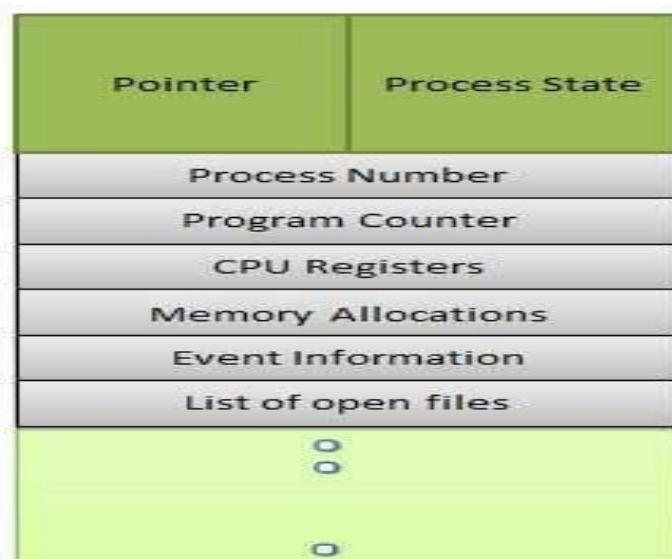 Pointer
Process State
Process Number
Program Counter
CPU Registers
Memory Allocations
Event Information
List of open files